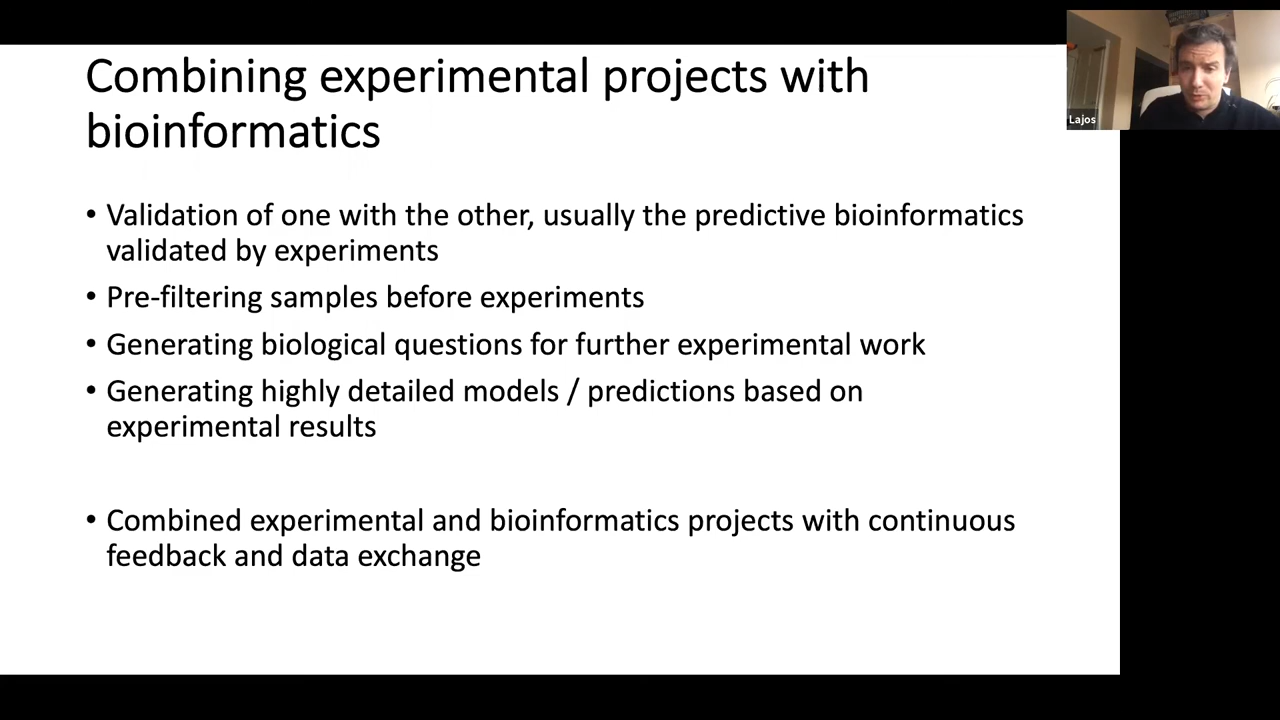 Combining experimental projects with
bioinformatics
• Validation of one with the other, usually the predictive bioinformatics
validated by experiments
• Pre-filtering samples before experiments
• Generating biological questions for further experimental work
• Generating highly detailed models / predictions based on
experimental results
• Combined experimental and bioinformatics projects with continuous
feedback and data exchange
Lajos